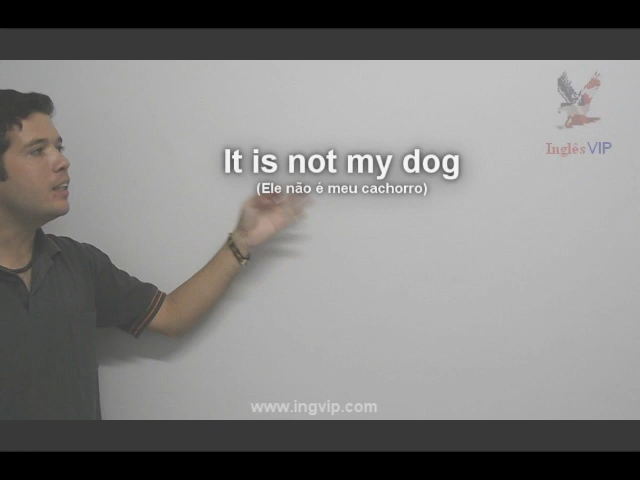 Inglês VIP
It is not my dog
(Ele não é meu cachorro)
www.ingvip.com